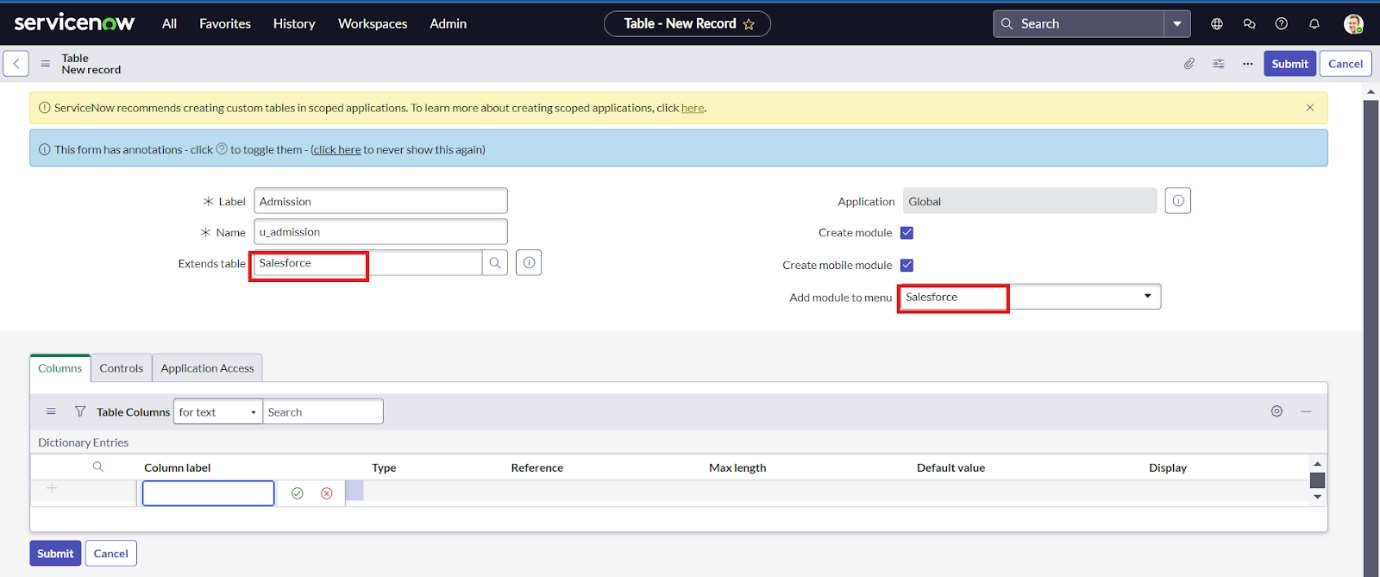 servicenow All Favorites History Workspaces Admin Table - New Record Search
Table
New record
Submit Cancel
ServiceNow recommends creating custom tables in scoped applications. To learn more about creating scoped applications, click here.
This form has annotations - click ? to toggle them - (click here to never show this again)
Label Admission
Name u_admission
Extends table Salesforce
Application Global
Create module
Create mobile module
Add module to menu Salesforce
Columns Controls Application Access
Table Columns for text Search
Dictionary Entries
Column label Type Reference Max length Default value Display
Submit Cancel